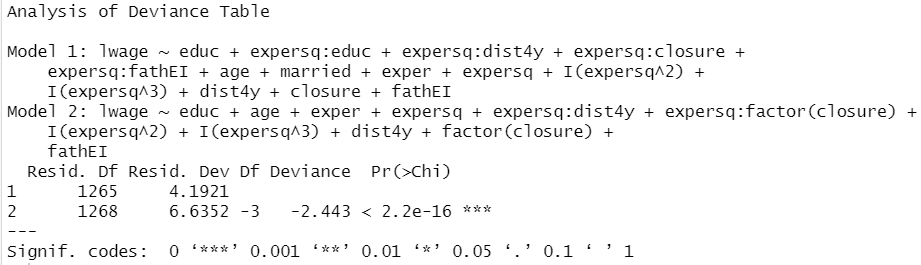 Analysis of Deviance Table
Model 1: lwage ~ educ + expersq:educ + expersq:dist4y + expersq:closure +
expersq:fathEI + age + married + exper + expersq + I(expersq^2) +
I(expersq^3) + dist4y + closure + fathEI
Model 2: lwage ~ educ + age + exper + expersq + expersq:dist4y + expersq:factor(closure) +
I(expersq^2) + I(expersq^3) + dist4y + factor(closure) +
fathEI
Resid. Df Resid. Dev Df Deviance Pr(>Chi)
1 1265 4.1921
2 1268 6.6352 -3 -2.443 < 2.2e-16 ***
---
Signif. codes: 0 ‘***’ 0.001 ‘**’ 0.01 ‘*’ 0.05 ‘.’ 0.1 ‘ ’ 1